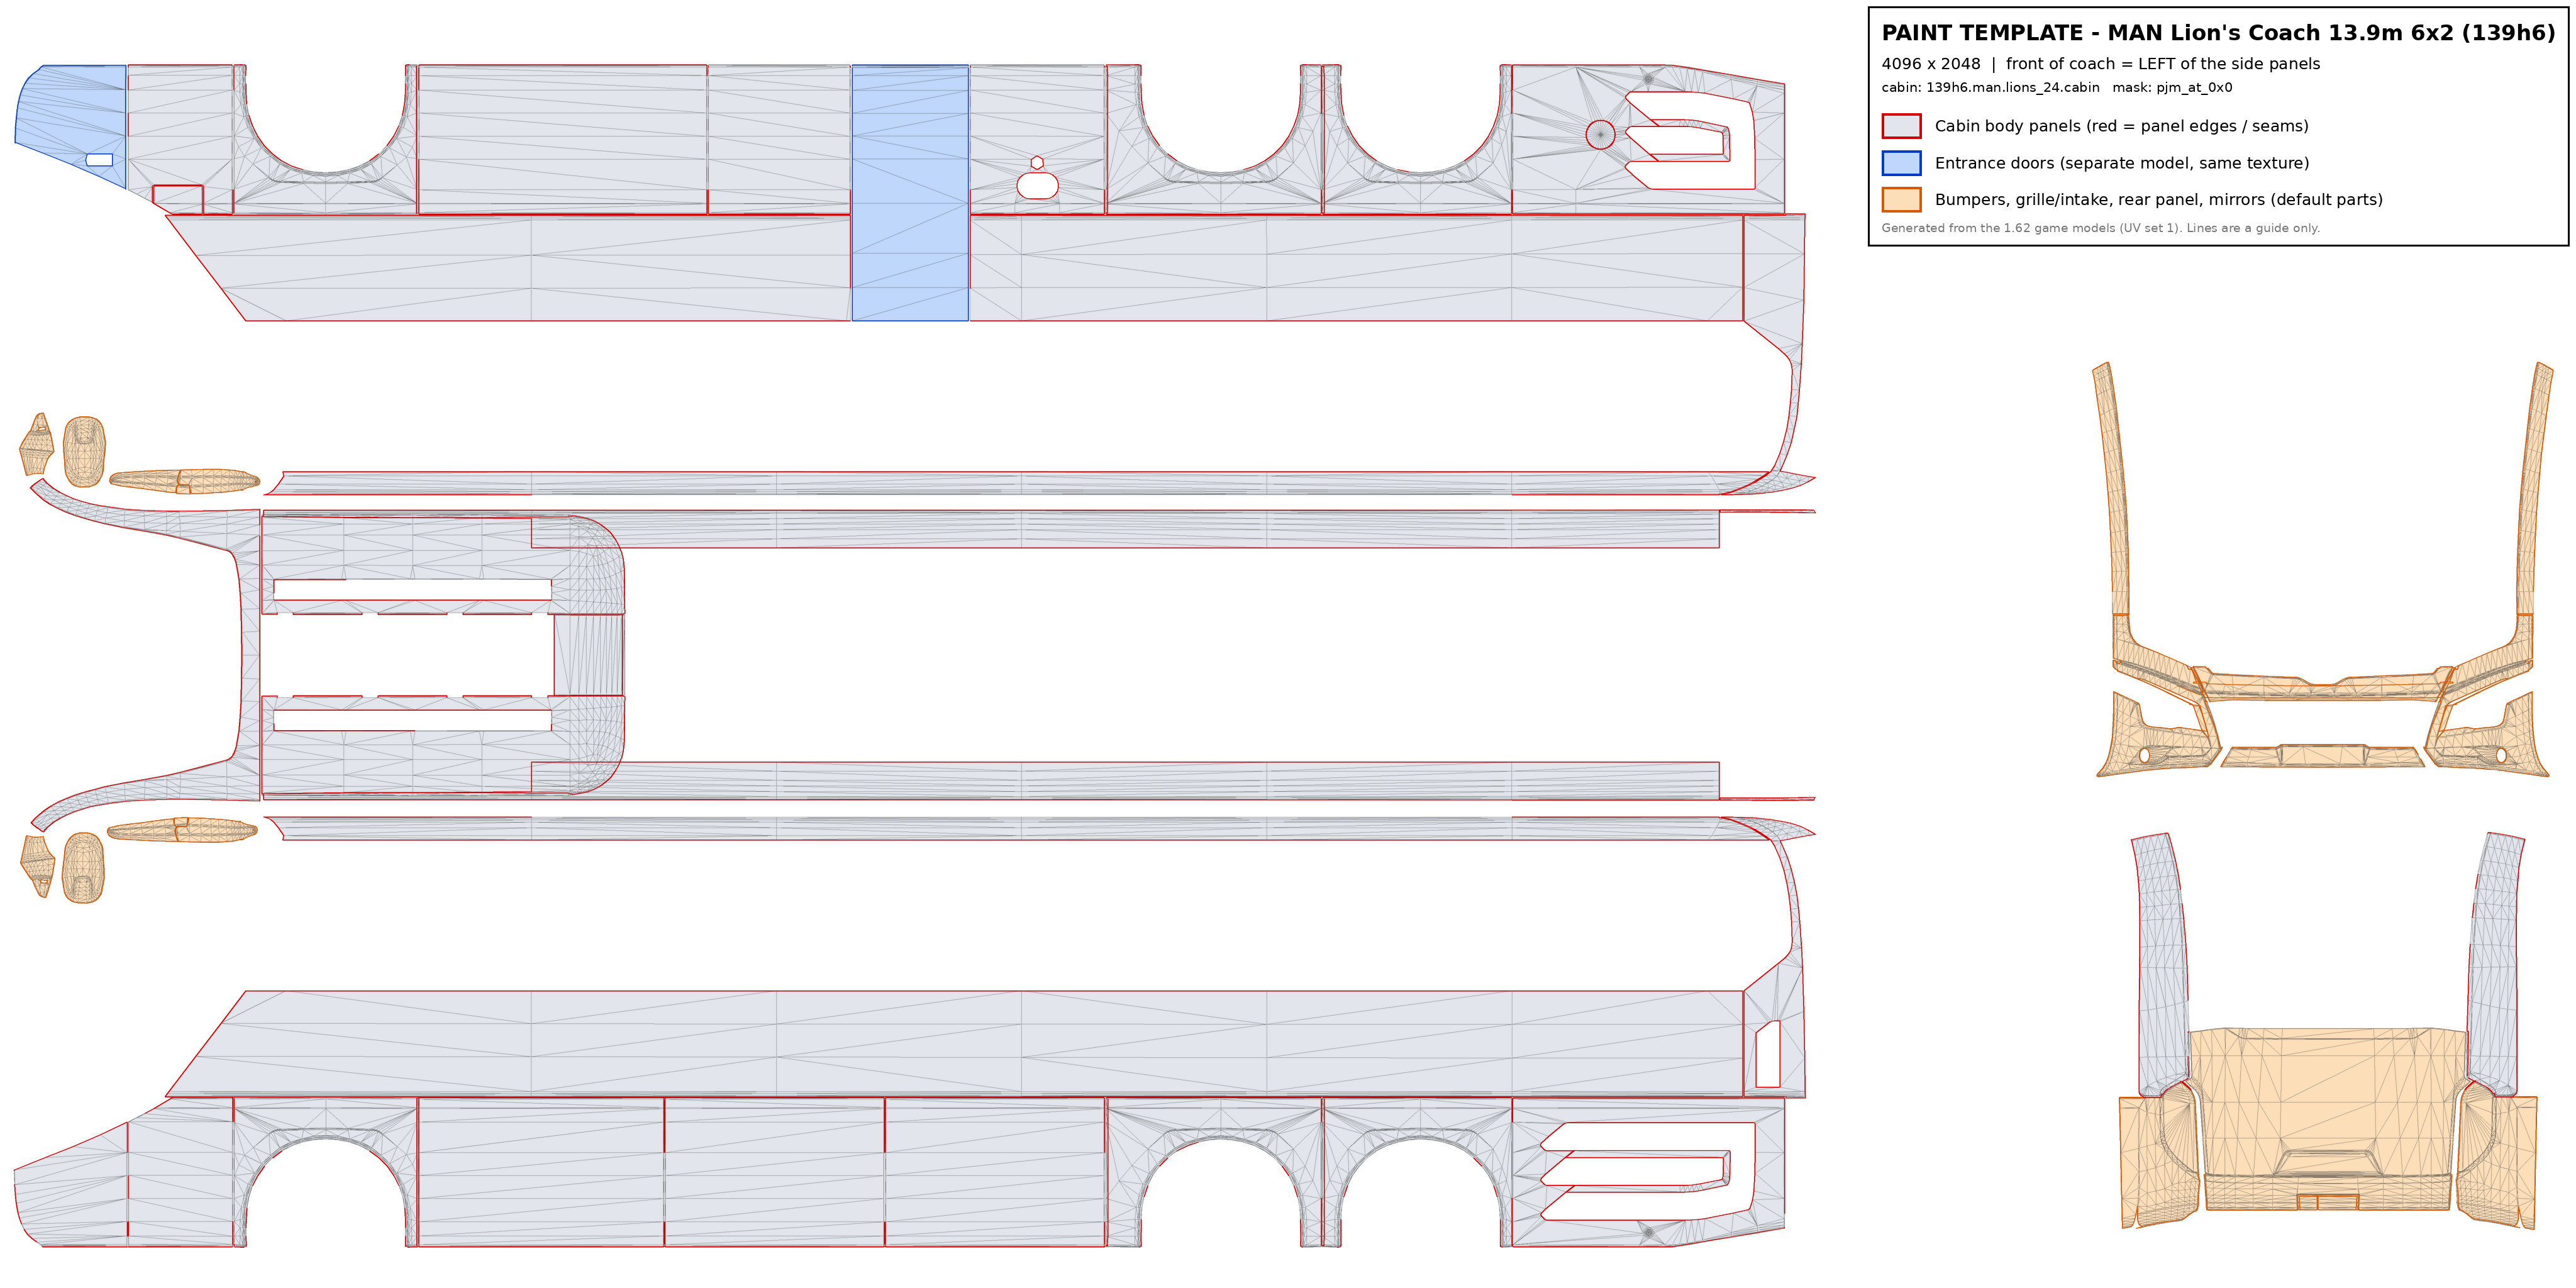 PAINT TEMPLATE - MAN Lion's Coach 13.9m 6x2 (139h6)
4096 x 2048 | front of coach = LEFT of the side panels
cabin: 139h6.man.lions_24.cabin mask: pjm_at_0x0
Cabin body panels (red = panel edges / seams)
Entrance doors (separate model, same texture)
Bumpers, grille/intake, rear panel, mirrors (default parts)
Generated from the 1.62 game models (UV set 1). Lines are a guide only.